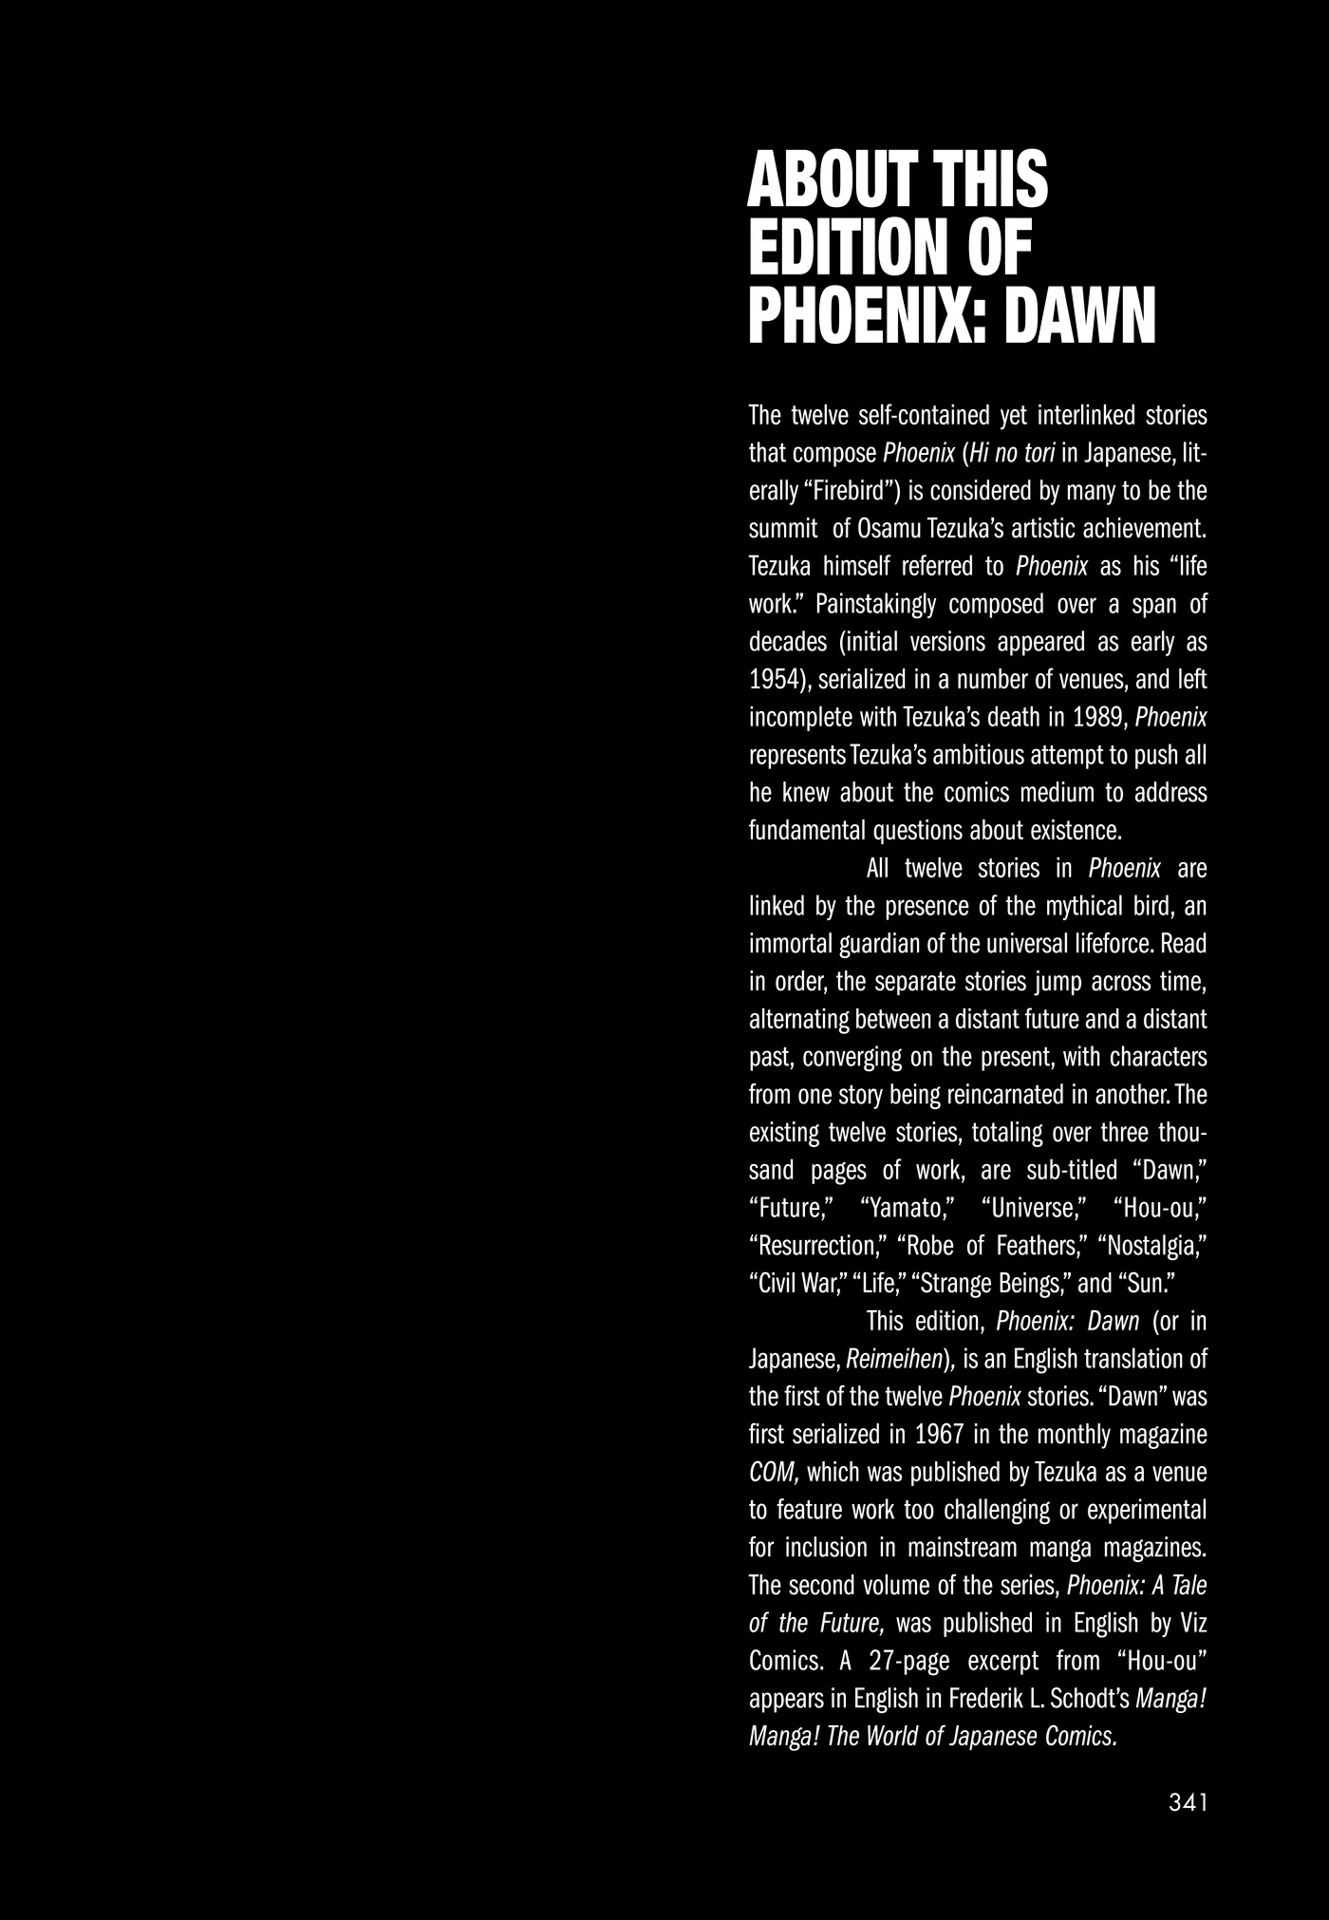 ABOUT THIS
EDITION OF
PHOENIX: DAWN
The twelve self-contained yet interlinked stories
that compose Phoenix (Hi no tori in Japanese, lit-
erally “Firebird”) is considered by many to be the
summit of Osamu Tezuka’s artistic achievement.
Tezuka himself referred to Phoenix as his “life
work.” Painstakingly composed over a span of
decades (initial versions appeared as early as
1954), serialized in a number of venues, and left
incomplete with Tezuka’s death in 1989, Phoenix
represents Tezuka’s ambitious attempt to push all
he knew about the comics medium to address
fundamental questions about existence.
All twelve stories in Phoenix are
linked by the presence of the mythical bird, an
immortal guardian of the universal lifeforce. Read
in order, the separate stories jump across time,
alternating between a distant future and a distant
past, converging on the present, with characters
from one story being reincarnated in another. The
existing twelve stories, totaling over three thou-
sand pages of work, are sub-titled “Dawn,”
“Future,” “Yamato,” “Universe,” “Hou-ou,”
“Resurrection,” “Robe of Feathers,” “Nostalgia,”
“Civil War,” “Life,” “Strange Beings,” and “Sun.”
This edition, Phoenix: Dawn (or in
Japanese, Reimeihen), is an English translation of
the first of the twelve Phoenix stories. “Dawn” was
first serialized in 1967 in the monthly magazine
COM, which was published by Tezuka as a venue
to feature work too challenging or experimental
for inclusion in mainstream manga magazines.
The second volume of the series, Phoenix: A Tale
of the Future, was published in English by Viz
Comics. A 27-page excerpt from “Hou-ou”
appears in English in Frederik L. Schodt’s Manga!
Manga! The World of Japanese Comics.
341